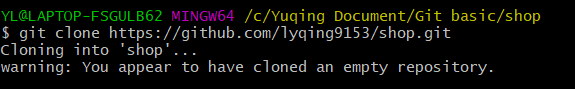 YL@LAPTOP-FSGULB62 MINGW64 /c/Yuqing Document/Git basic/shop
$ git clone https://github.com/lyqing9153/shop.git
Cloning into 'shop'...
warning: You appear to have cloned an empty repository.